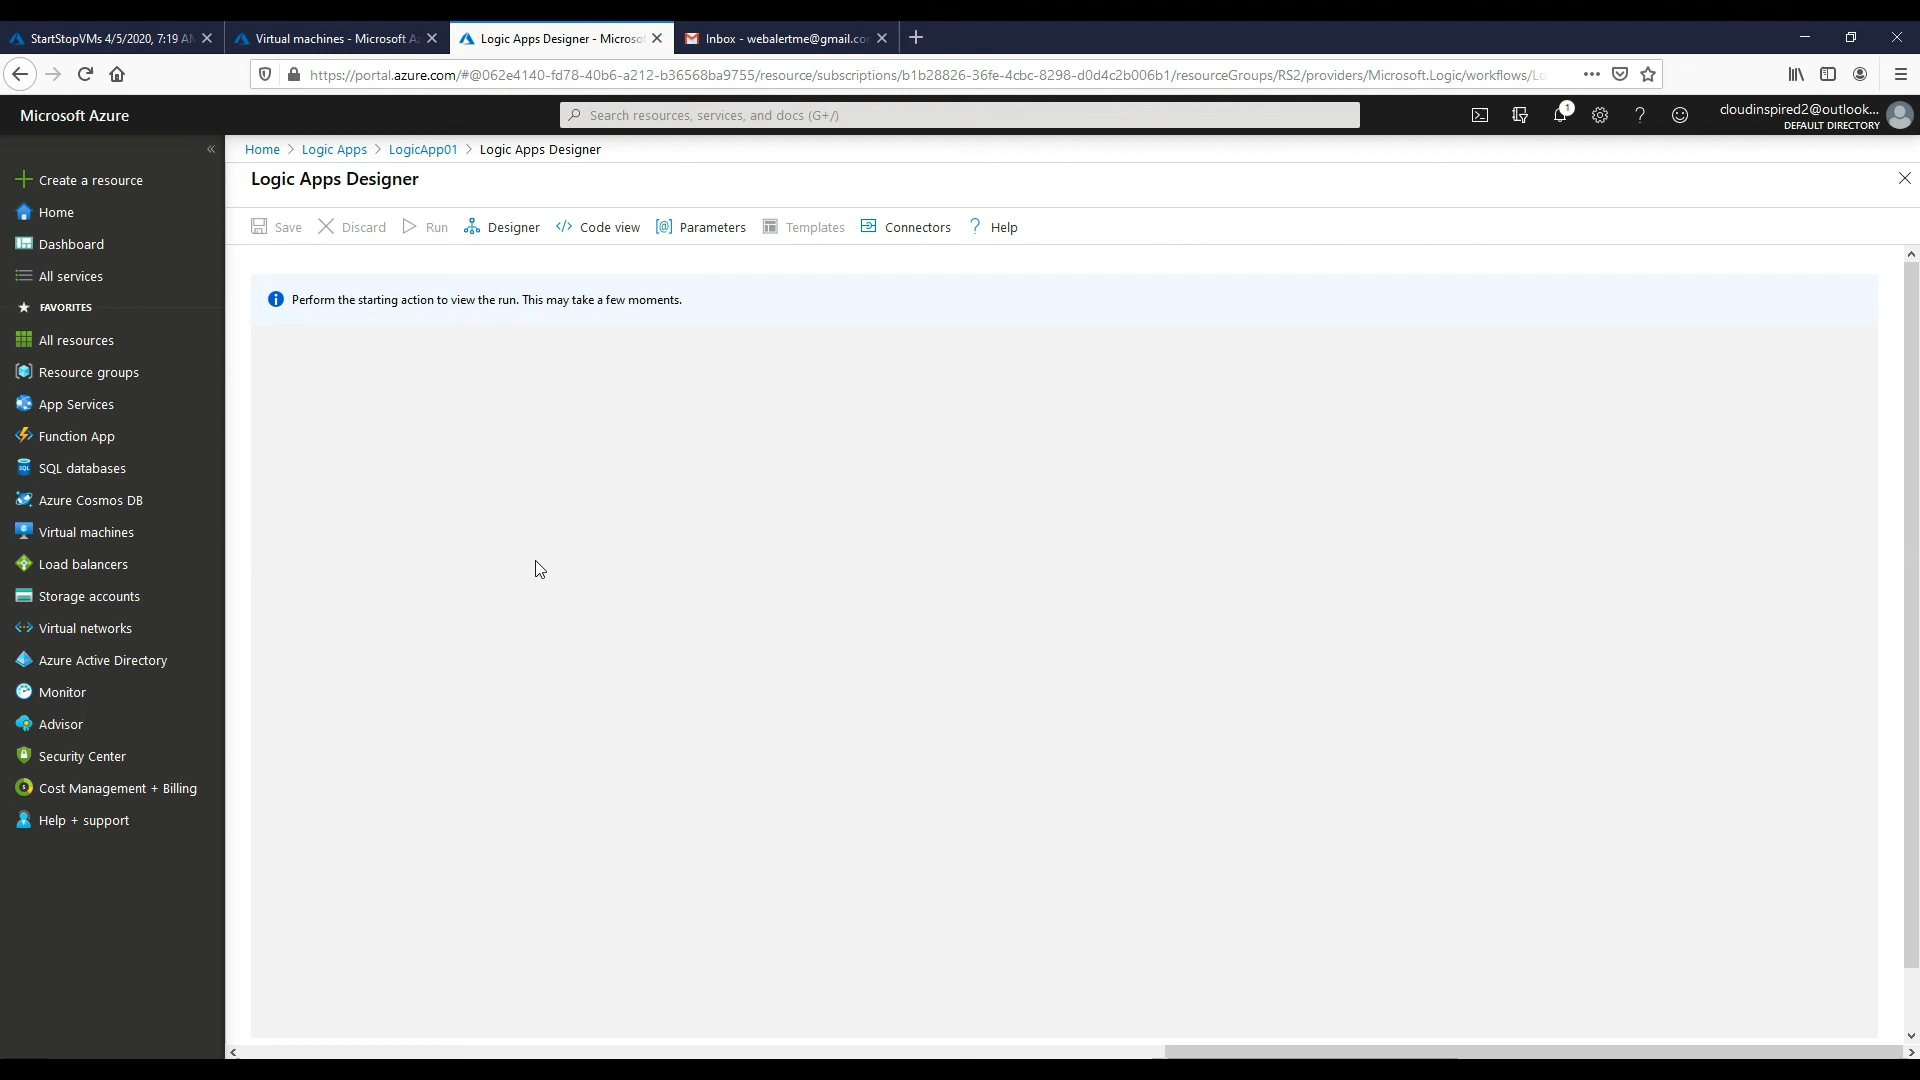 StartStopVMs 4/5/2020, 7:19 A
Virtual machines - Microsoft A
Logic Apps Designer - Microso
Inbox - webalertme@gmail.co
https://portal.azure.com/#@062e4140-fd78-40b6-a212-b36568ba9755/resource/subscriptions/b1b28826-36fe-4cbc-8298-d0d4c2b006b1/resourceGroups/RS2/providers/Microsoft.Logic/workflows/Lo
Microsoft Azure
Search resources, services, and docs (G+/)
1
cloudinspired2@outlook...
DEFAULT DIRECTORY
Home > Logic Apps > LogicApp01 > Logic Apps Designer
Logic Apps Designer
Save Discard Run Designer Code view Parameters Templates Connectors Help
Perform the starting action to view the run. This may take a few moments.
Create a resource
Home
Dashboard
All services
FAVORITES
All resources
Resource groups
App Services
Function App
SQL databases
Azure Cosmos DB
Virtual machines
Load balancers
Storage accounts
Virtual networks
Azure Active Directory
Monitor
Advisor
Security Center
Cost Management + Billing
Help + support